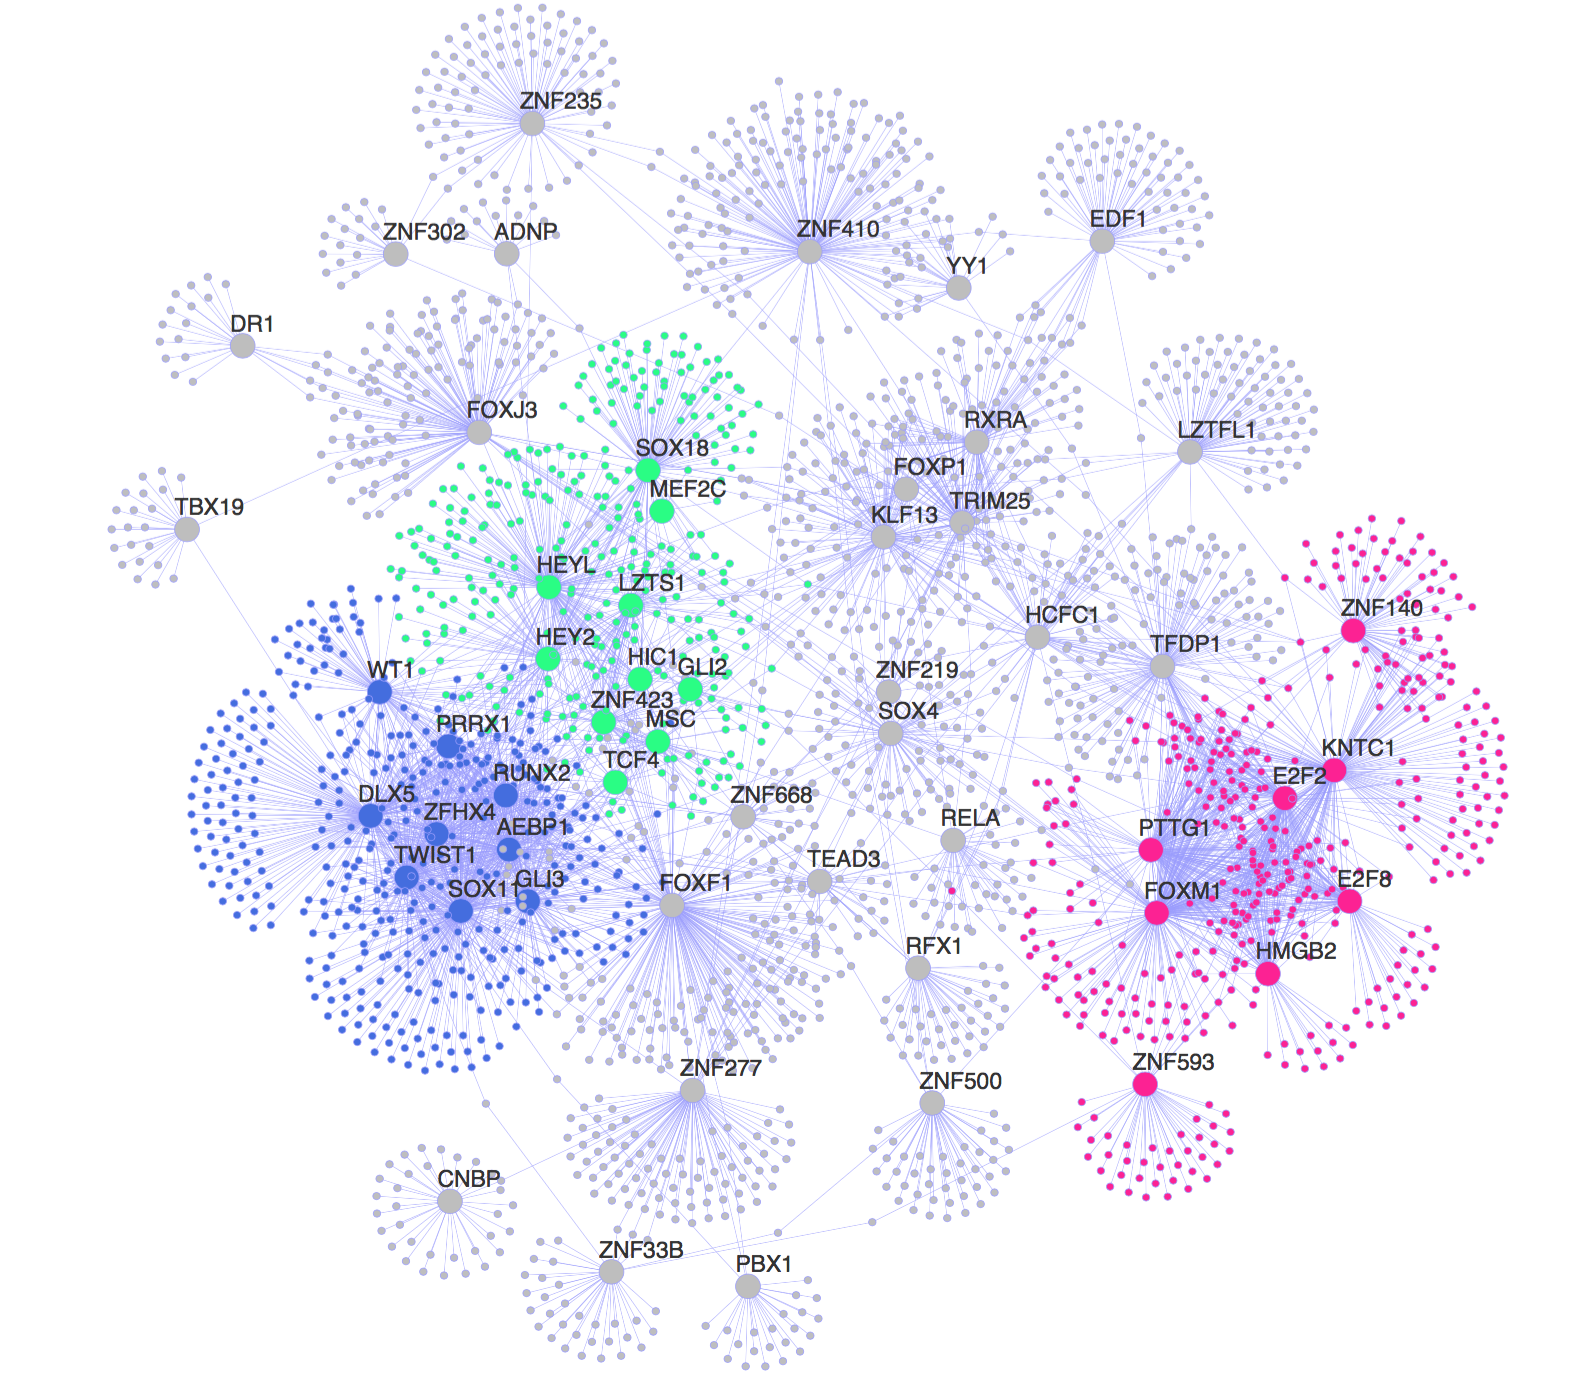 ZNF235
ZNF410
EDF1
ZNF302
ADNP
YY1
DR1
FOXJ3
RXRA
LZTFL1
SOX18
FOXP1
MEF2C
TRIM25
TBX19
KLF13
HEYL
LZTS1
HCFC1
ZNF140
HEY2
TFDP1
HIC1
GLI2
WT1
ZNF219
ZNF423
SOX4
MSC
PRRX1
KNTC1
TCF4
RUNX2
E2F2
DLX5
ZNF668
ZFHX4
RELA
AEBP1
PTTG1
TWIST1
TEAD3
GLI3
FOXF1
E2F8
SOX11
FOXM1
RFX1
HMGB2
ZNF277
ZNF593
ZNF500
CNBP
ZNF33B
PBX1